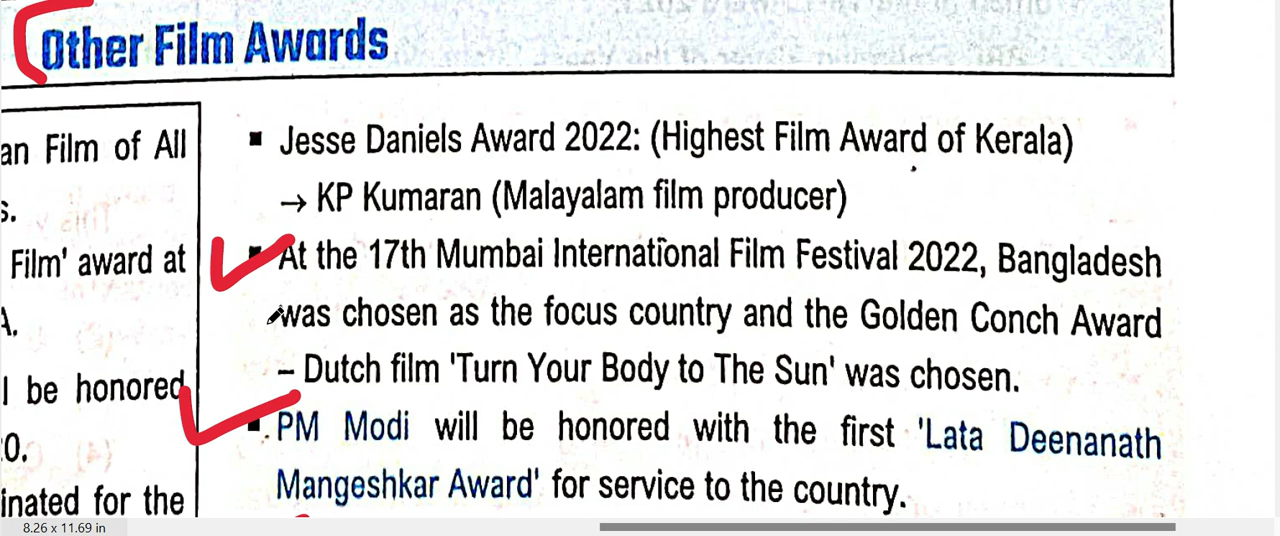 Other Film Awards
an Film of All
s.
Film' award at
A.
l be honored
0.
inated for the
▪ Jesse Daniels Award 2022: (Highest Film Award of Kerala)
→ KP Kumaran (Malayalam film producer)
▪ At the 17th Mumbai International Film Festival 2022, Bangladesh
was chosen as the focus country and the Golden Conch Award
– Dutch film 'Turn Your Body to The Sun' was chosen.
▪ PM Modi will be honored with the first 'Lata Deenanath
Mangeshkar Award' for service to the country.
8.26 x 11.69 in